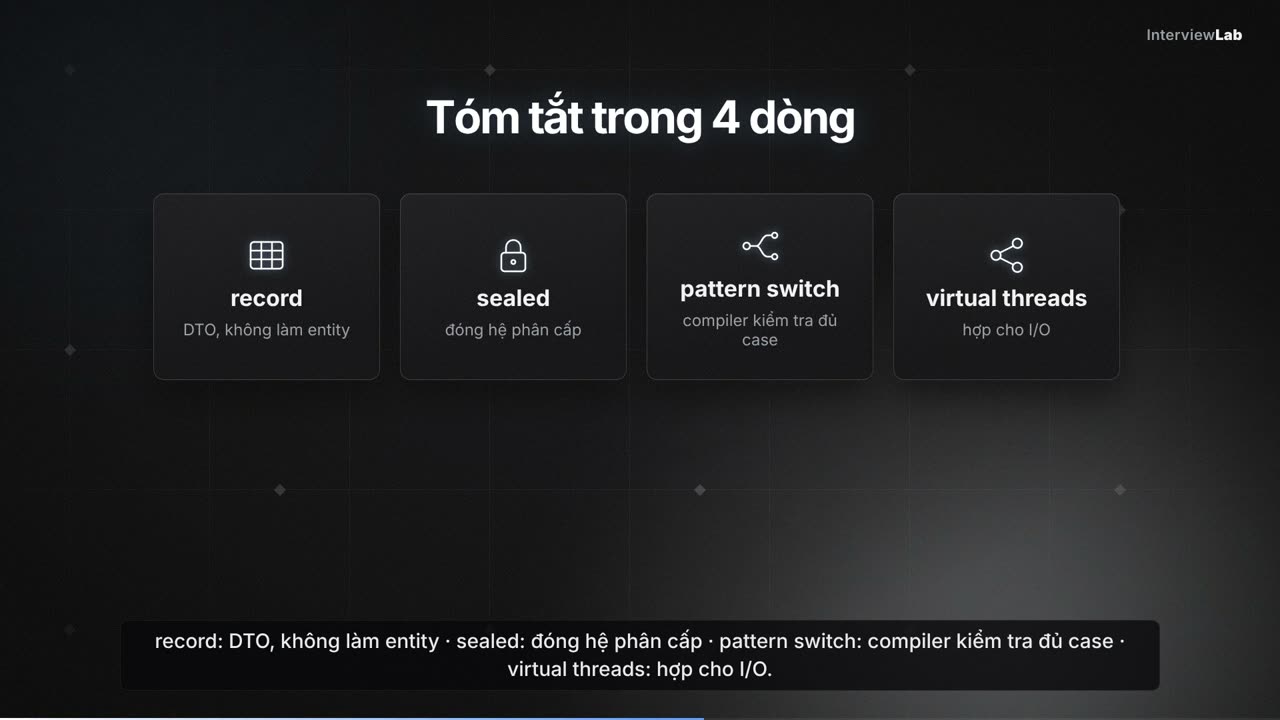 InterviewLab
Tóm tắt trong 4 dòng
record
DTO, không làm entity
sealed
đóng hệ phân cấp
pattern switch
compiler kiểm tra đủ
case
virtual threads
hợp cho I/O
record: DTO, không làm entity · sealed: đóng hệ phân cấp · pattern switch: compiler kiểm tra đủ case ·
virtual threads: hợp cho I/O.